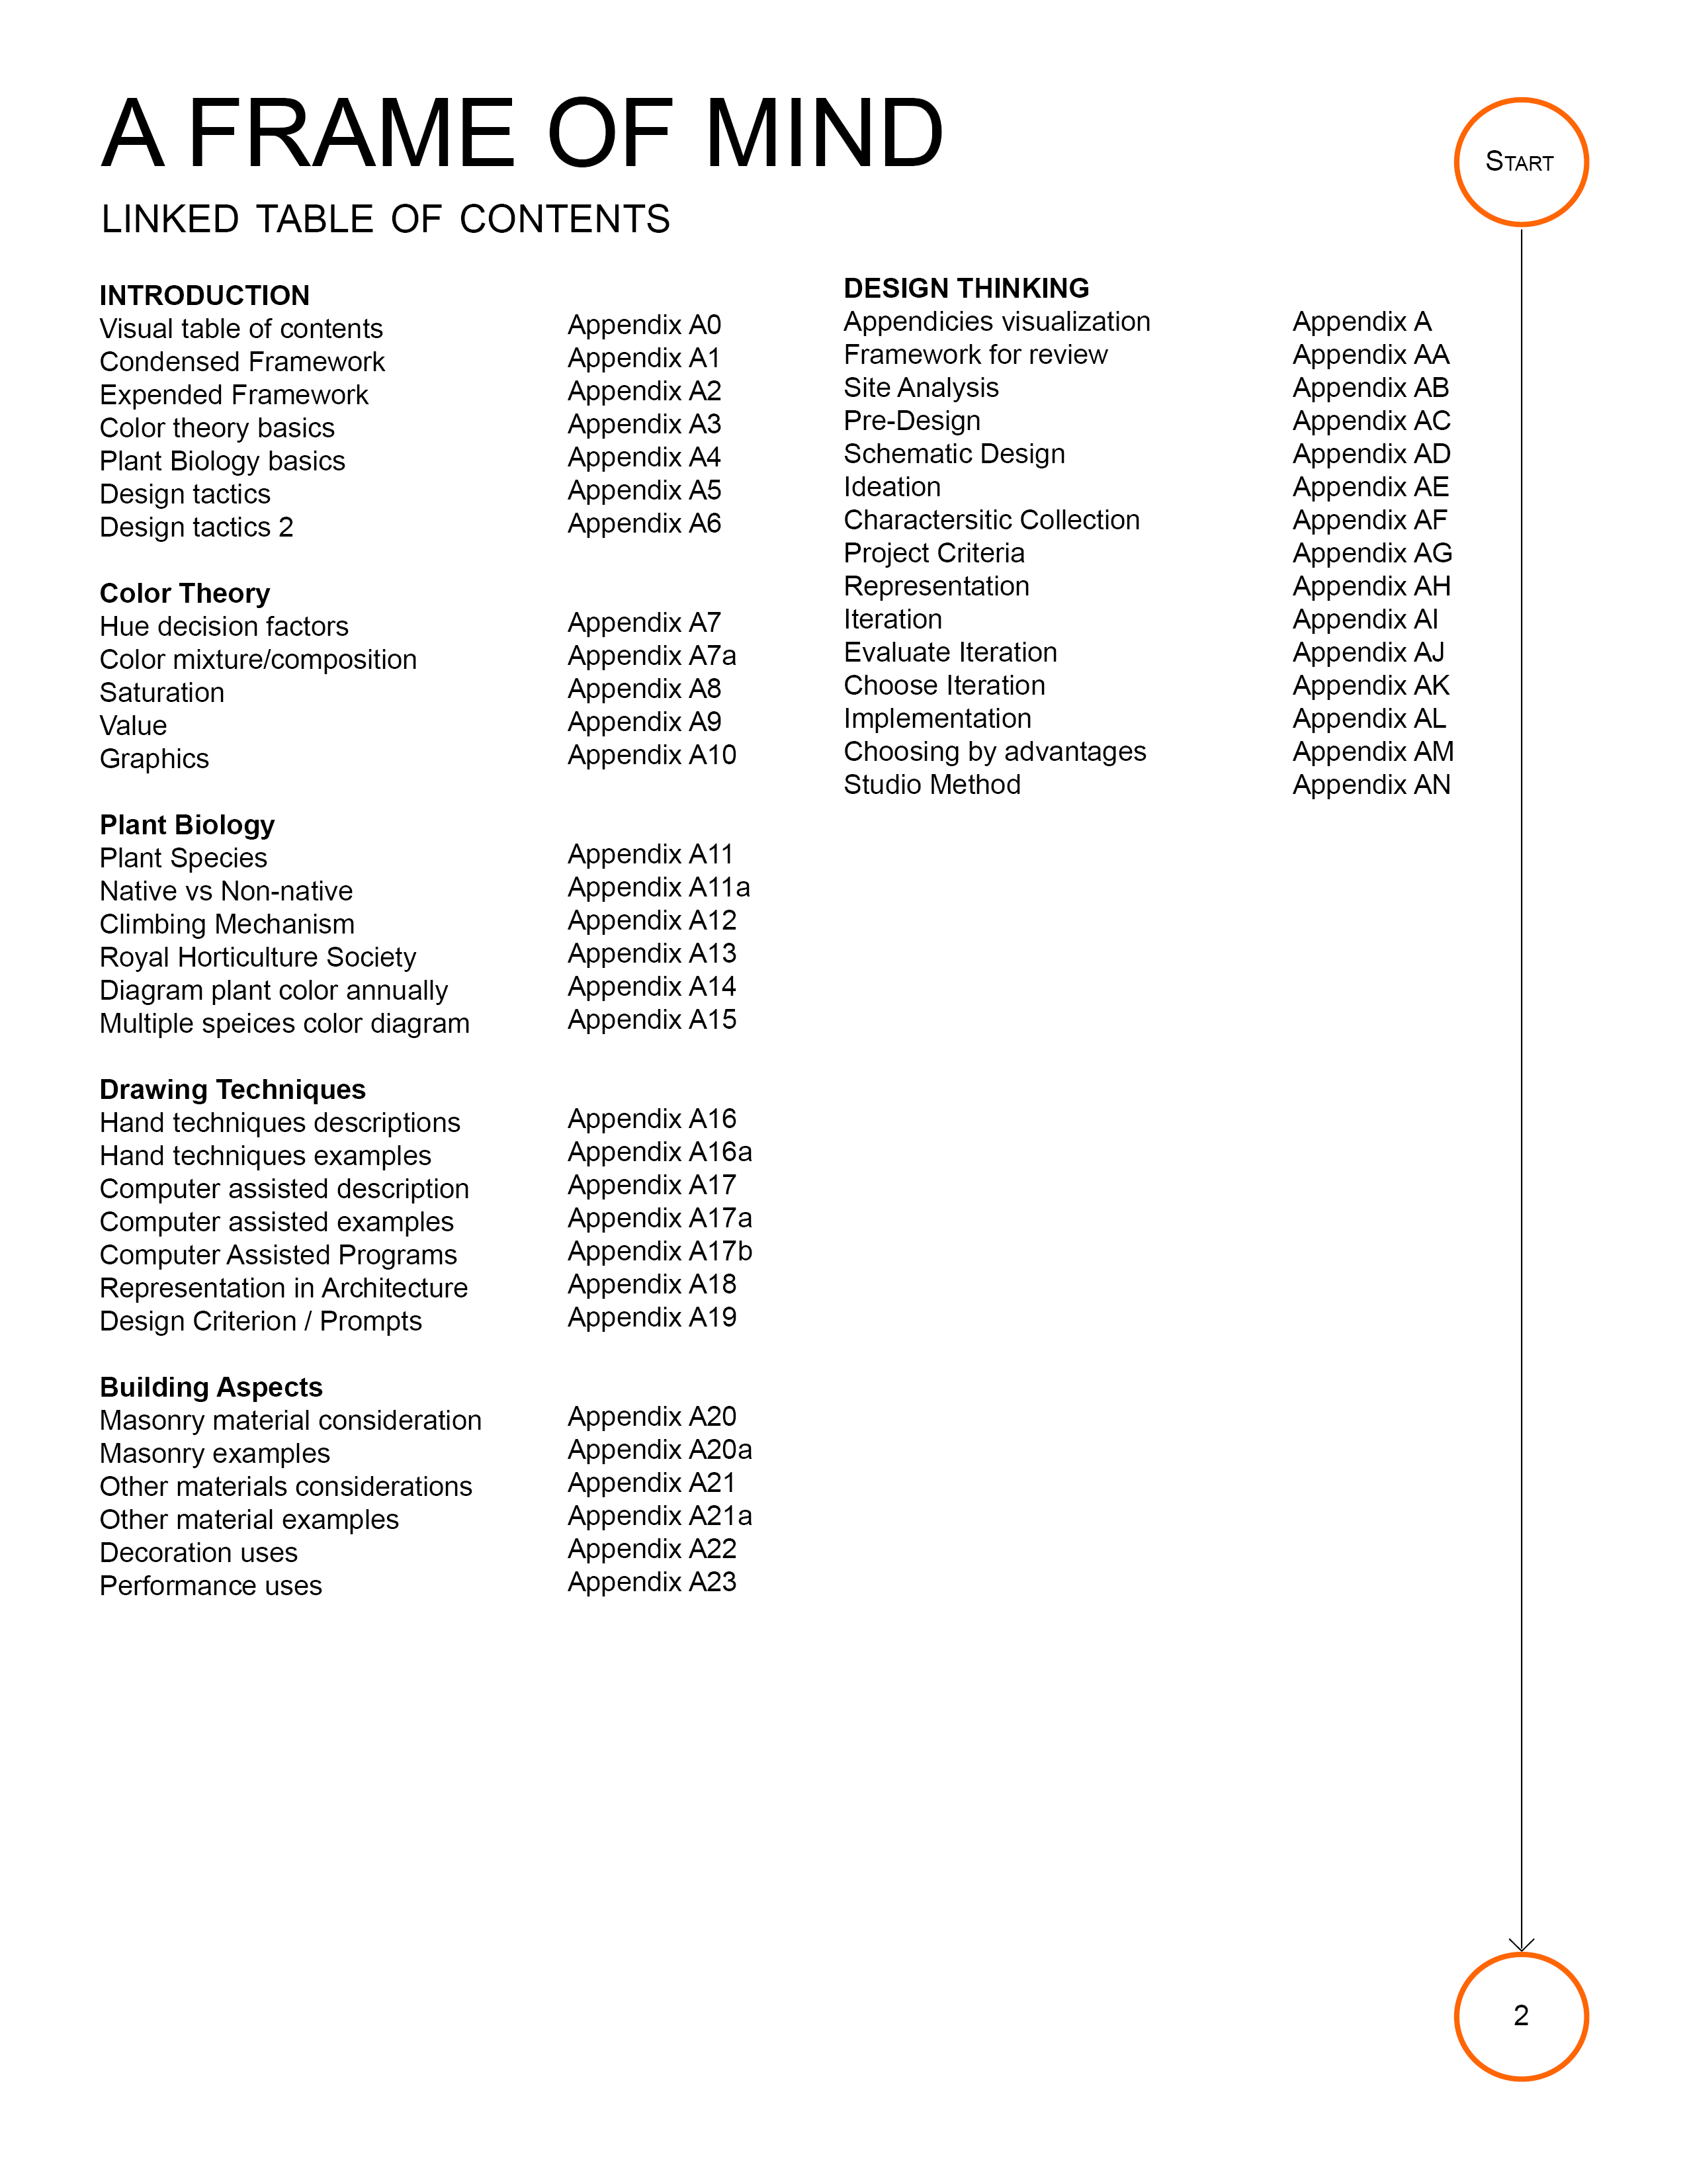 A FRAME OF MIND
LINKED TABLE OF CONTENTS
INTRODUCTION
Visual table of contents Appendix A0
Condensed Framework Appendix A1
Expended Framework Appendix A2
Color theory basics Appendix A3
Plant Biology basics Appendix A4
Design tactics Appendix A5
Design tactics 2 Appendix A6
Color Theory
Hue decision factors Appendix A7
Color mixture/composition Appendix A7a
Saturation Appendix A8
Value Appendix A9
Graphics Appendix A10
Plant Biology
Plant Species Appendix A11
Native vs Non-native Appendix A11a
Climbing Mechanism Appendix A12
Royal Horticulture Society Appendix A13
Diagram plant color annually Appendix A14
Multiple speices color diagram Appendix A15
Drawing Techniques
Hand techniques descriptions Appendix A16
Hand techniques examples Appendix A16a
Computer assisted description Appendix A17
Computer assisted examples Appendix A17a
Computer Assisted Programs Appendix A17b
Representation in Architecture Appendix A18
Design Criterion / Prompts Appendix A19
Building Aspects
Masonry material consideration Appendix A20
Masonry examples Appendix A20a
Other materials considerations Appendix A21
Other material examples Appendix A21a
Decoration uses Appendix A22
Performance uses Appendix A23
DESIGN THINKING
Appendicies visualization Appendix A
Framework for review Appendix AA
Site Analysis Appendix AB
Pre-Design Appendix AC
Schematic Design Appendix AD
Ideation Appendix AE
Charactersitic Collection Appendix AF
Project Criteria Appendix AG
Representation Appendix AH
Iteration Appendix AI
Evaluate Iteration Appendix AJ
Choose Iteration Appendix AK
Implementation Appendix AL
Choosing by advantages Appendix AM
Studio Method Appendix AN
START
2